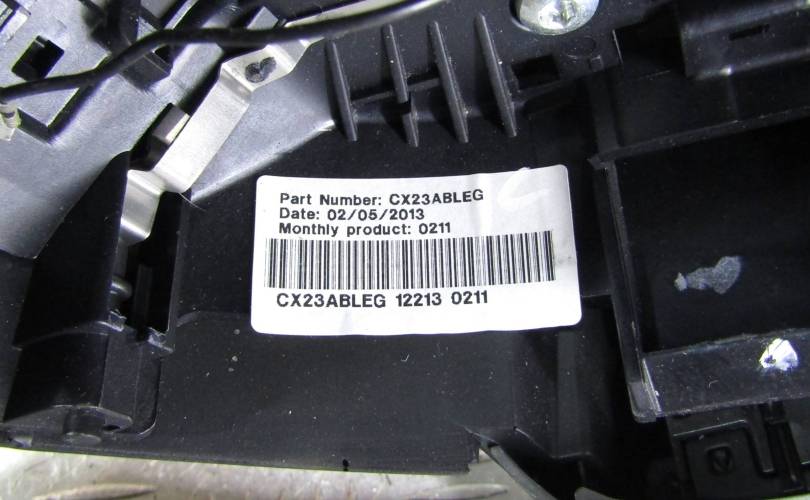 Part Number: CX23ABLEG
Date: 02/05/2013
Monthly product: 0211
CX23ABLEG 12213 0211